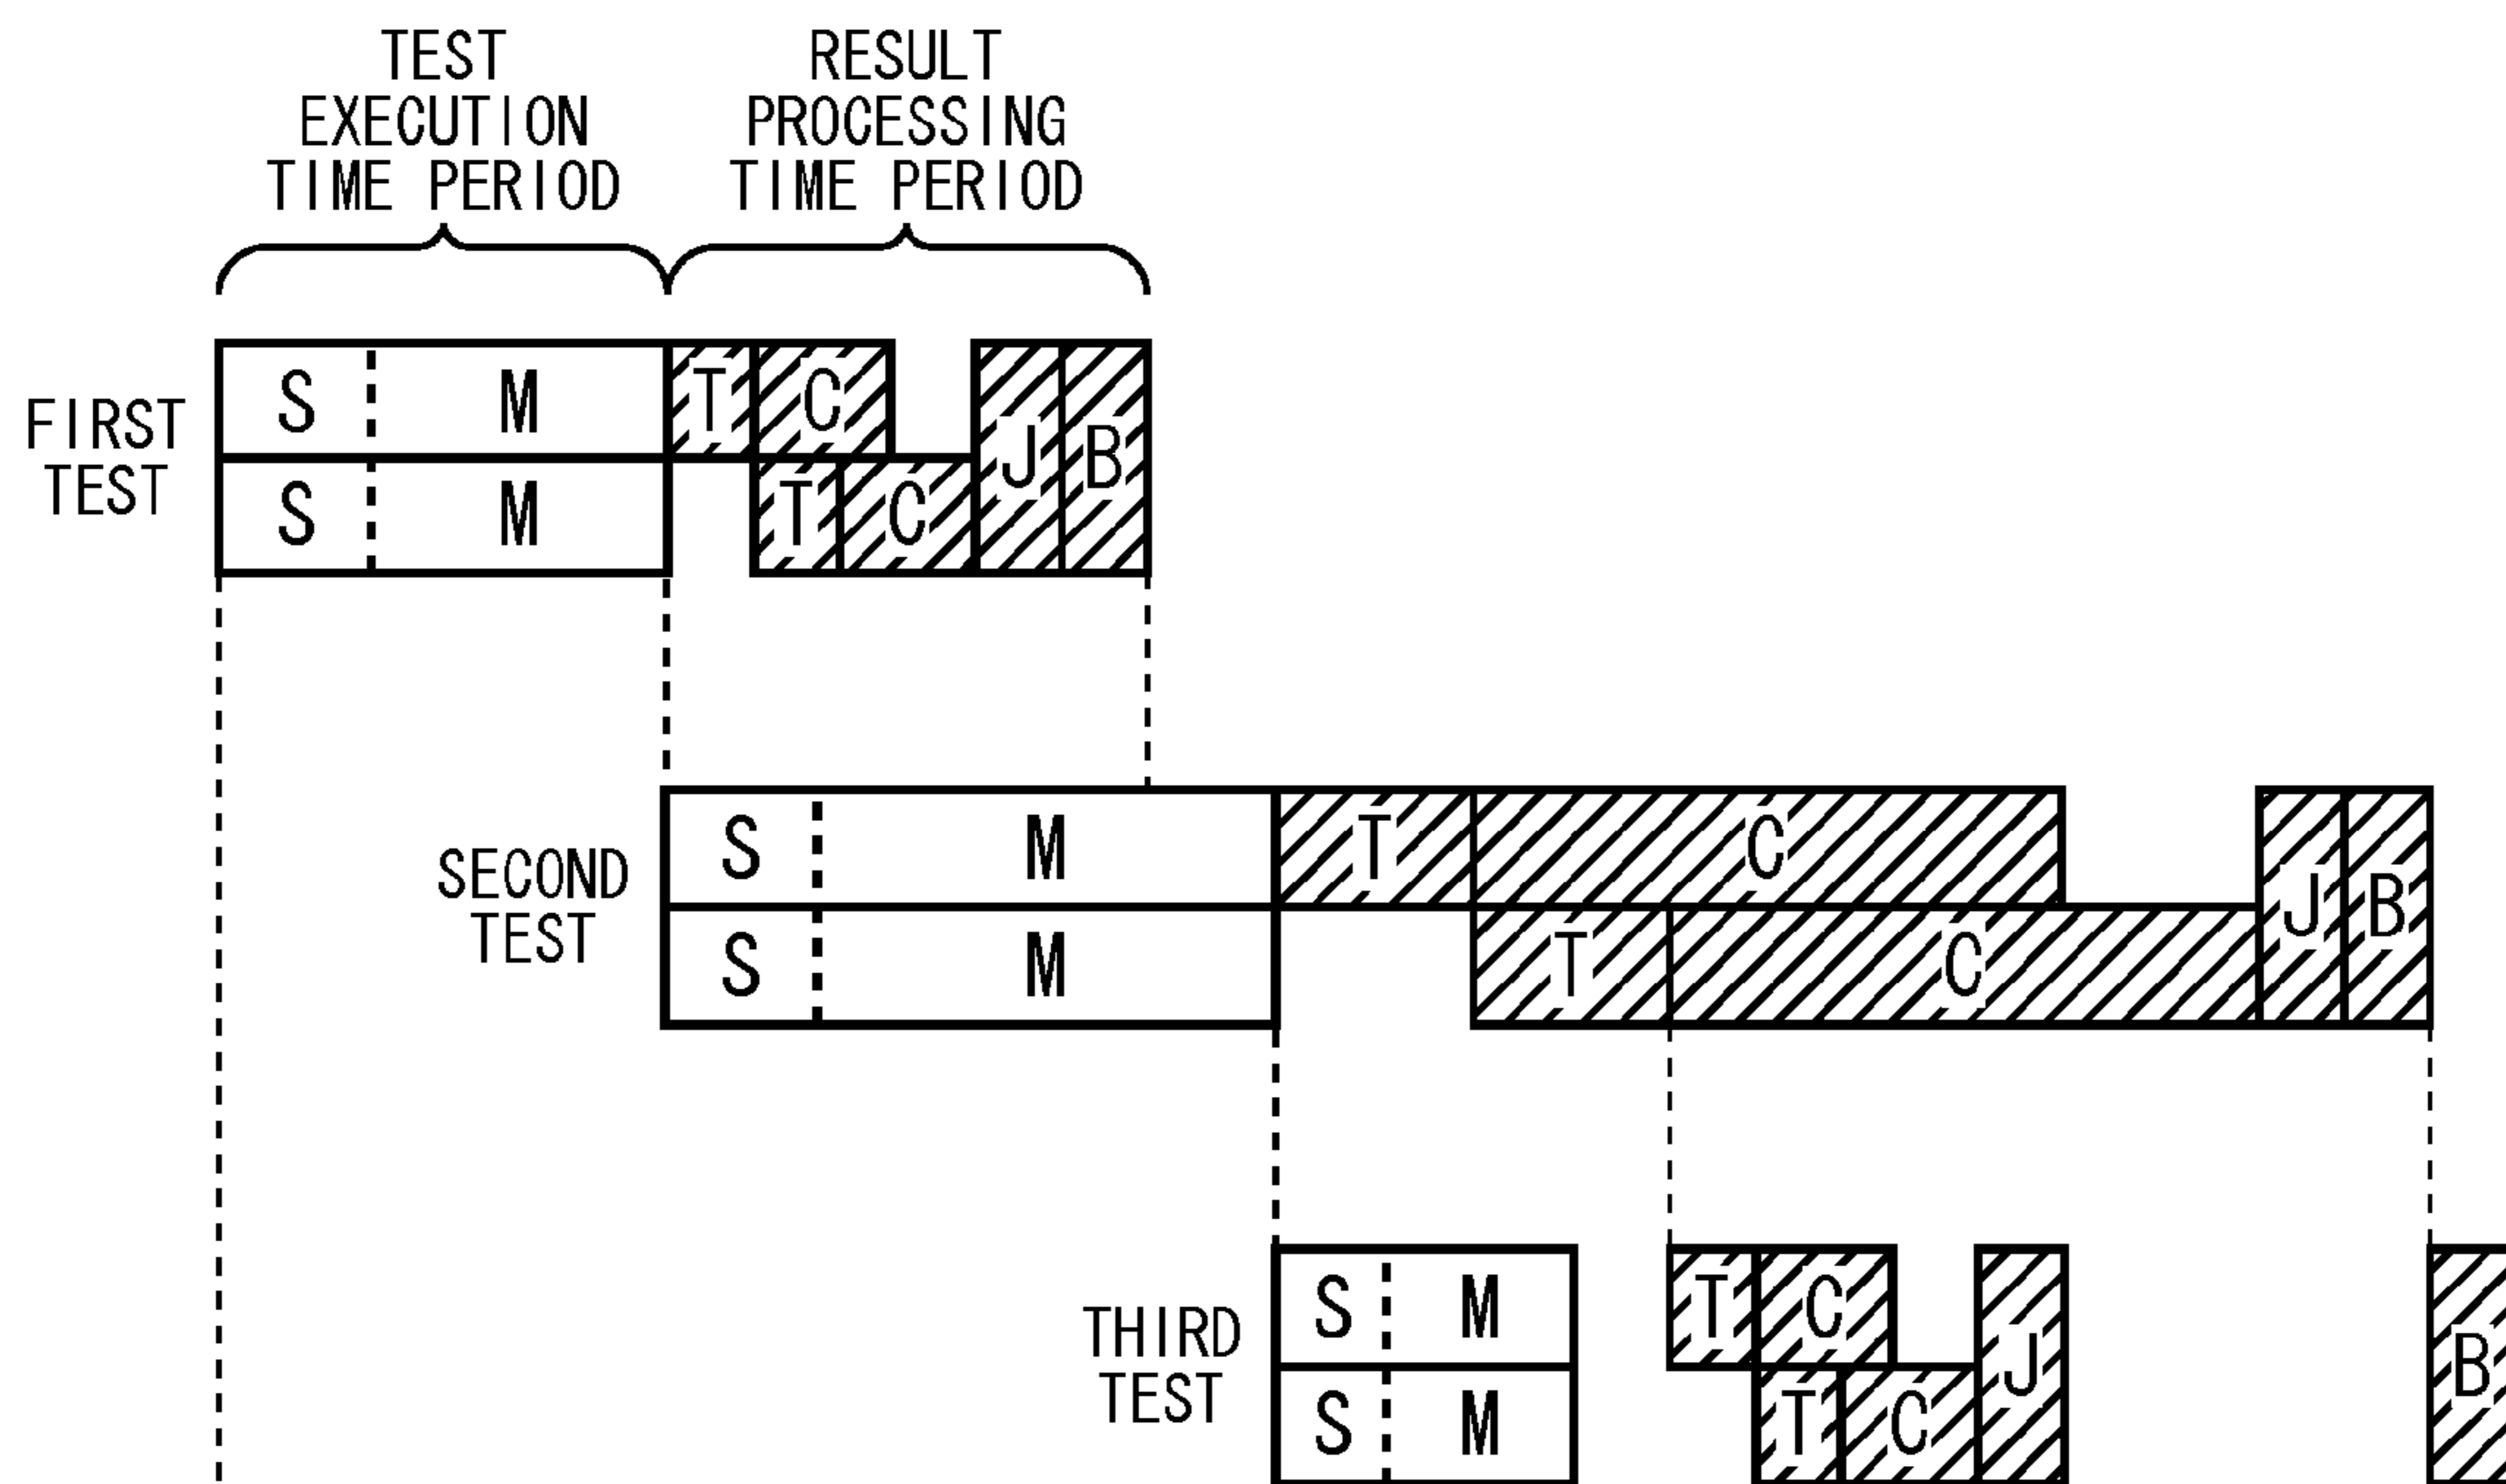 TEST
EXECUTION
TIME PERIOD
RESULT
PROCESSING
TIME PERIOD
FIRST
TEST
S M T C
S M T C
J B
SECOND
TEST
S M T C
S M T C
J B
THIRD
TEST
S M T C
S M T C
J B